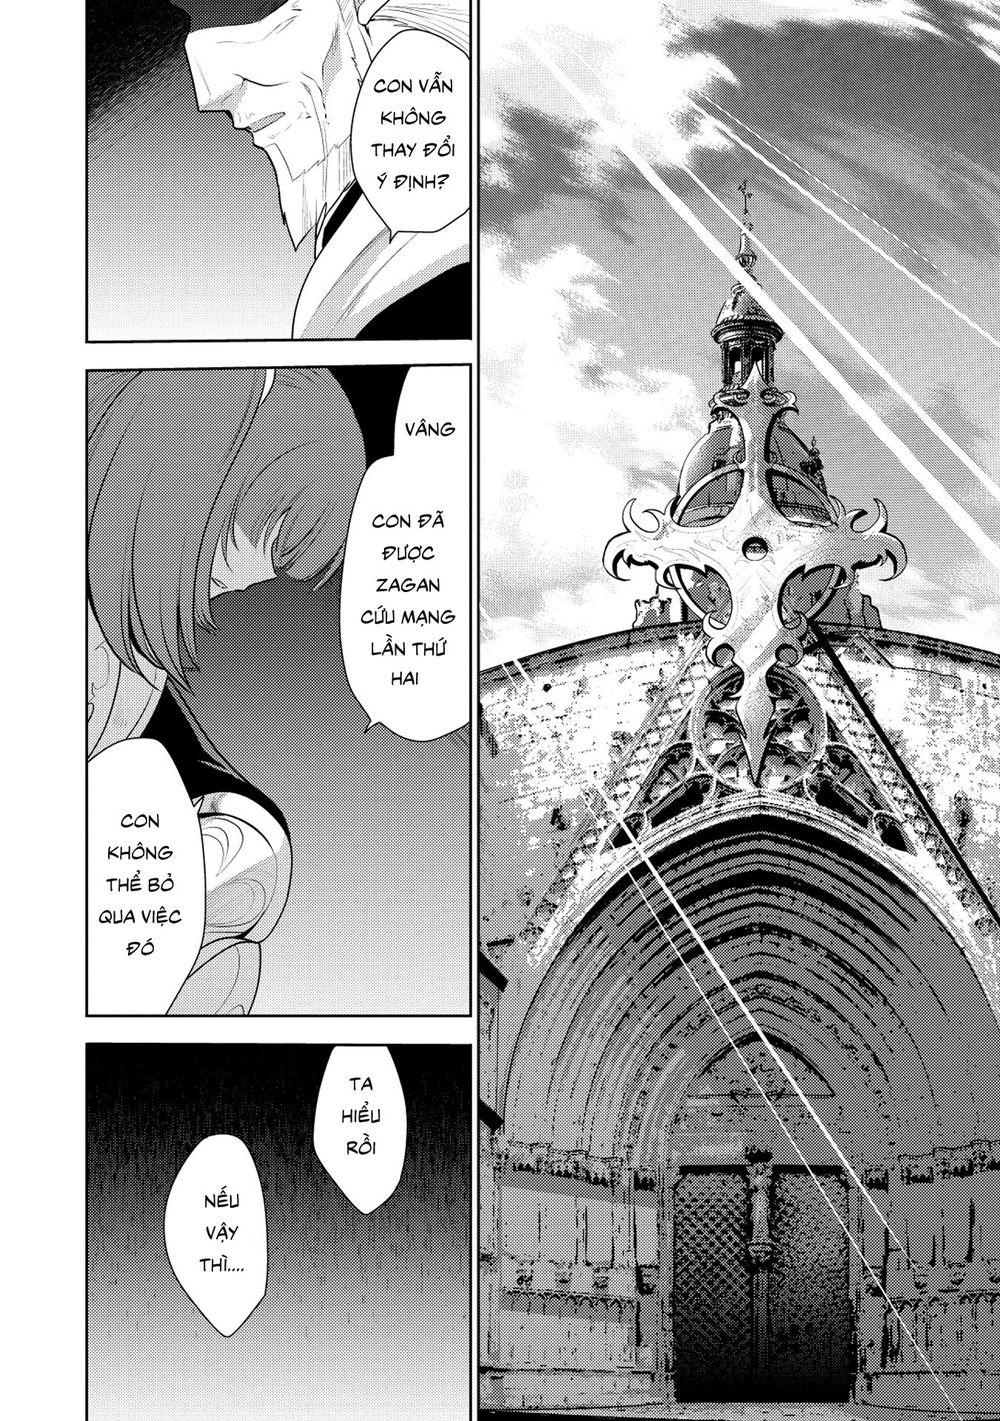 CON VẪN
KHÔNG
THAY ĐỔI
Ý ĐỊNH?
VÂNG
CON ĐÃ
ĐƯỢC
ZAGAN
CỨU MẠNG
LẦN THỨ
HAI
CON
KHÔNG
THỂ BỎ
QUA VIỆC
ĐÓ
TA
HIỂU
RỒI
NẾU
VẬY
THÌ....